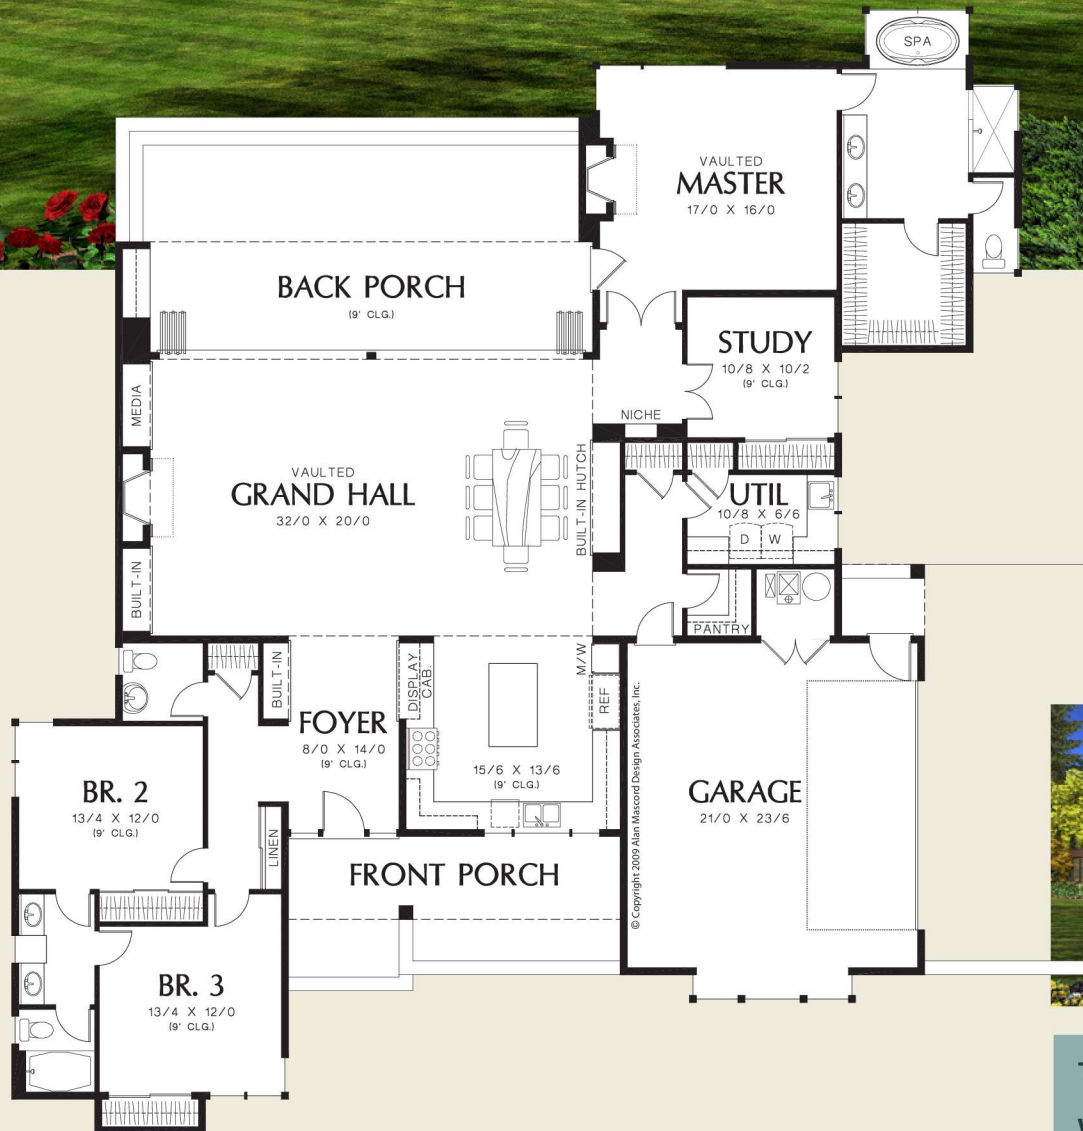 SPA
VAULTED
MASTER
17/0 X 16/0
BACK PORCH
(9' CLG.)
STUDY
10/8 X 10/2
(9' CLG.)
MEDIA
NICHE
VAULTED
GRAND HALL
32/0 X 20/0
BUILT-IN HUTCH
UTIL
10/8 X 6/6
D
W
BUILT-IN
PANTRY
BUILT-IN
DISPLAY
CAB.
M/W
REF
FOYER
8/0 X 14/0
(9' CLG.)
15/6 X 13/6
(9' CLG.)
© Copyright 2009 Alan Mascord Design Associates, Inc.
GARAGE
21/0 X 23/6
BR. 2
13/4 X 12/0
(9' CLG.)
LINEN
FRONT PORCH
BR. 3
13/4 X 12/0
(9' CLG.)